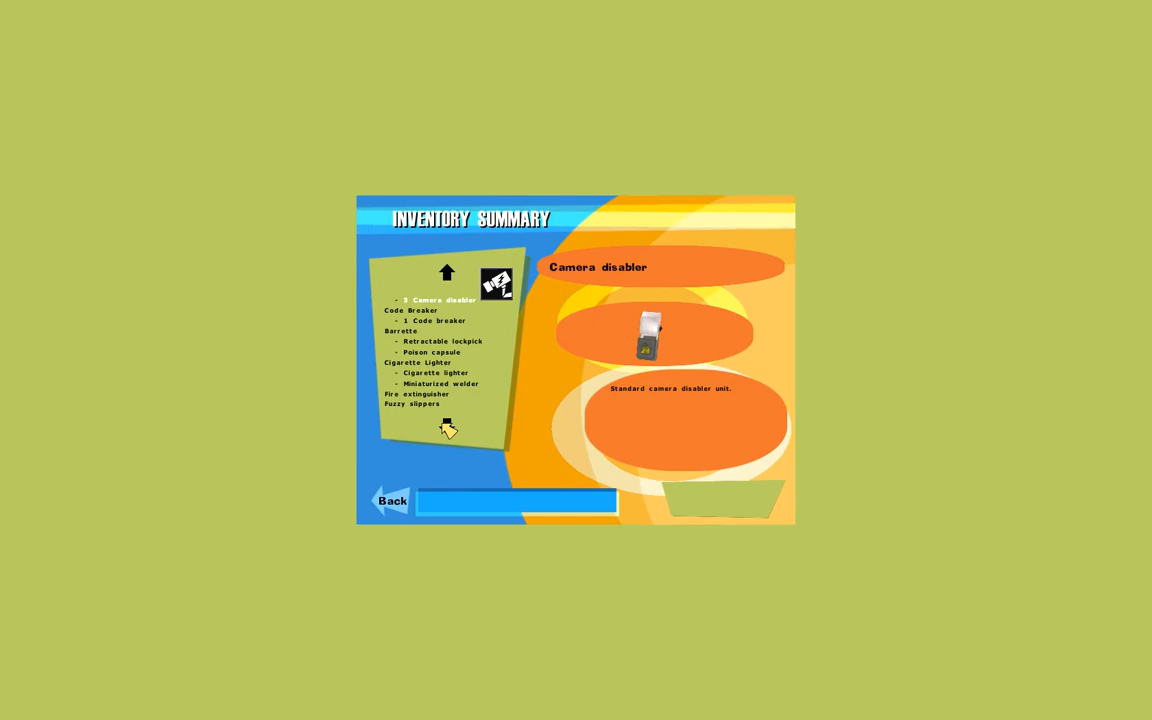 INVENTORY SUMMARY
- 3 Camera disabler
Code Breaker
- 1 Code breaker
Barrette
- Retractable lockpick
- Poison capsule
Cigarette Lighter
- Cigarette lighter
- Miniaturized welder
Fire extinguisher
Fuzzy slippers
Camera disabler
Standard camera disabler unit.
Back